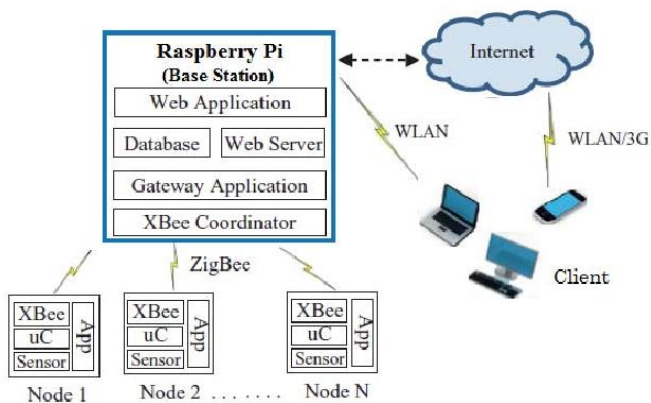 Raspberry Pi
(Base Station)
Web Application
Database
Web Server
Gateway Application
XBee Coordinator
Internet
WLAN
WLAN/3G
Client
ZigBee
XBee
uC
Sensor
App
Node 1
XBee
uC
Sensor
App
Node 2 . . . . . . .
XBee
uC
Sensor
App
Node N